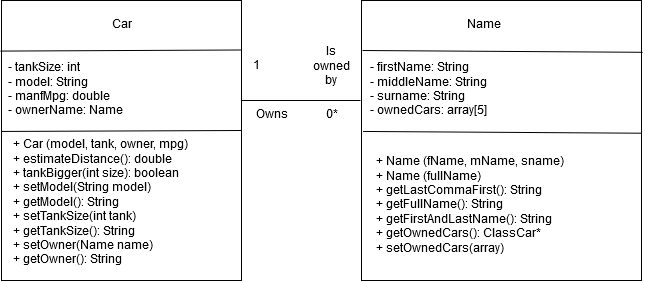 Car
- tankSize: int
- model: String
- manfMpg: double
- ownerName: Name
+ Car (model, tank, owner, mpg)
+ estimateDistance(): double
+ tankBigger(int size): boolean
+ setModel(String model)
+ getModel(): String
+ setTankSize(int tank)
+ getTankSize(): String
+ setOwner(Name name)
+ getOwner(): String
1
Is
owned
by
Owns
0*
Name
- firstName: String
- middleName: String
- surname: String
- ownedCars: array[5]
+ Name (fName, mName, sname)
+ Name (fullName)
+ getLastCommaFirst(): String
+ getFullName(): String
+ getFirstAndLastName(): String
+ getOwnedCars(): ClassCar*
+ setOwnedCars(array)